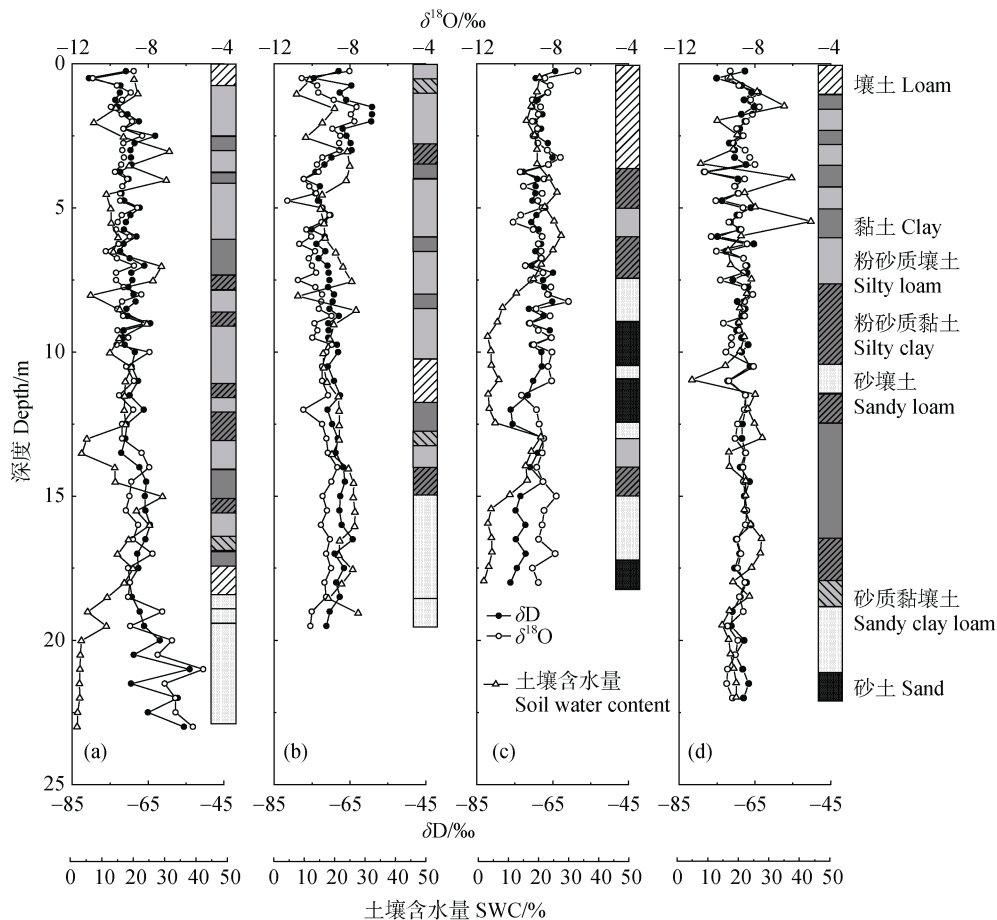 δ¹⁸O/‰
−12 −8 −4 −12 −8 −4 −12 −8 −4 −12 −8 −4
0
壤土 Loam
5
黏土 Clay
粉砂质壤土
Silty loam
粉砂质黏土
Silty clay
10
砂壤土
Sandy loam
深度 Depth/m
15
砂质黏壤土
Sandy clay loam
δD
δ¹⁸O
20
土壤含水量
Soil water content
砂土 Sand
(a) (b) (c) (d)
25
−85 −65 −45 −85 −65 −45 −85 −65 −45 −85 −65 −45
δD/‰
0 10 20 30 40 50 0 10 20 30 40 50 0 10 20 30 40 50 0 10 20 30 40 50
土壤含水量 SWC/%